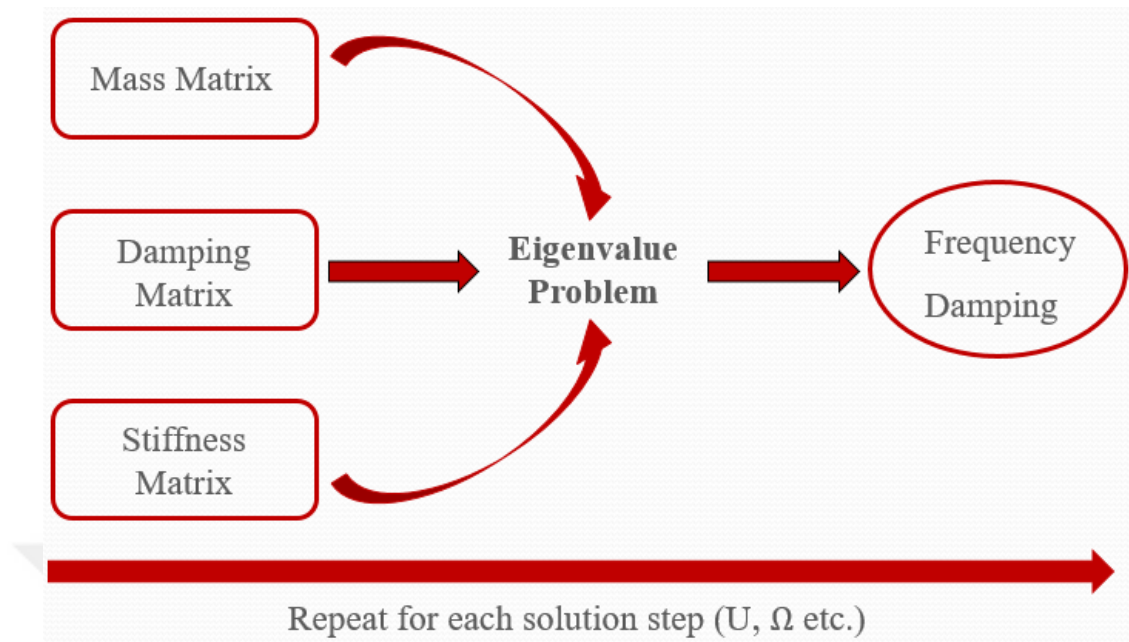 Mass Matrix
Damping
Matrix
Stiffness
Matrix
Eigenvalue
Problem
Frequency
Damping
Repeat for each solution step (U, Ω etc.)